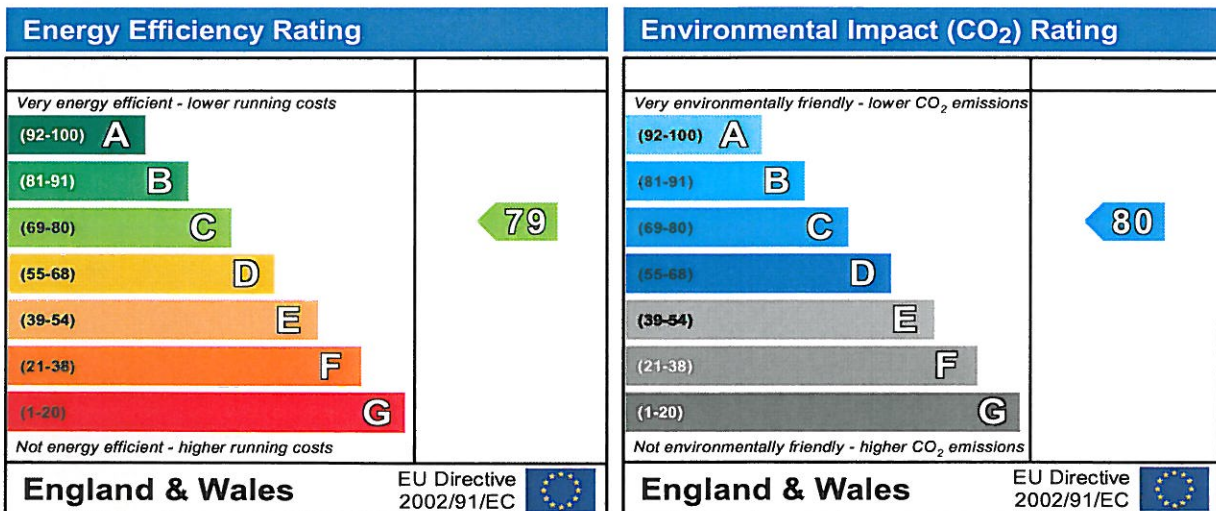 Energy Efficiency Rating
Very energy efficient - lower running costs
(92-100) A
(81-91) B
(69-80) C
79
(55-68) D
(39-54) E
(21-38) F
(1-20) G
Not energy efficient - higher running costs
England & Wales
EU Directive
2002/91/EC
Environmental Impact (CO₂) Rating
Very environmentally friendly - lower CO₂ emissions
(92-100) A
(81-91) B
(69-80) C
80
(55-68) D
(39-54) E
(21-38) F
(1-20) G
Not environmentally friendly - higher CO₂ emissions
England & Wales
EU Directive
2002/91/EC